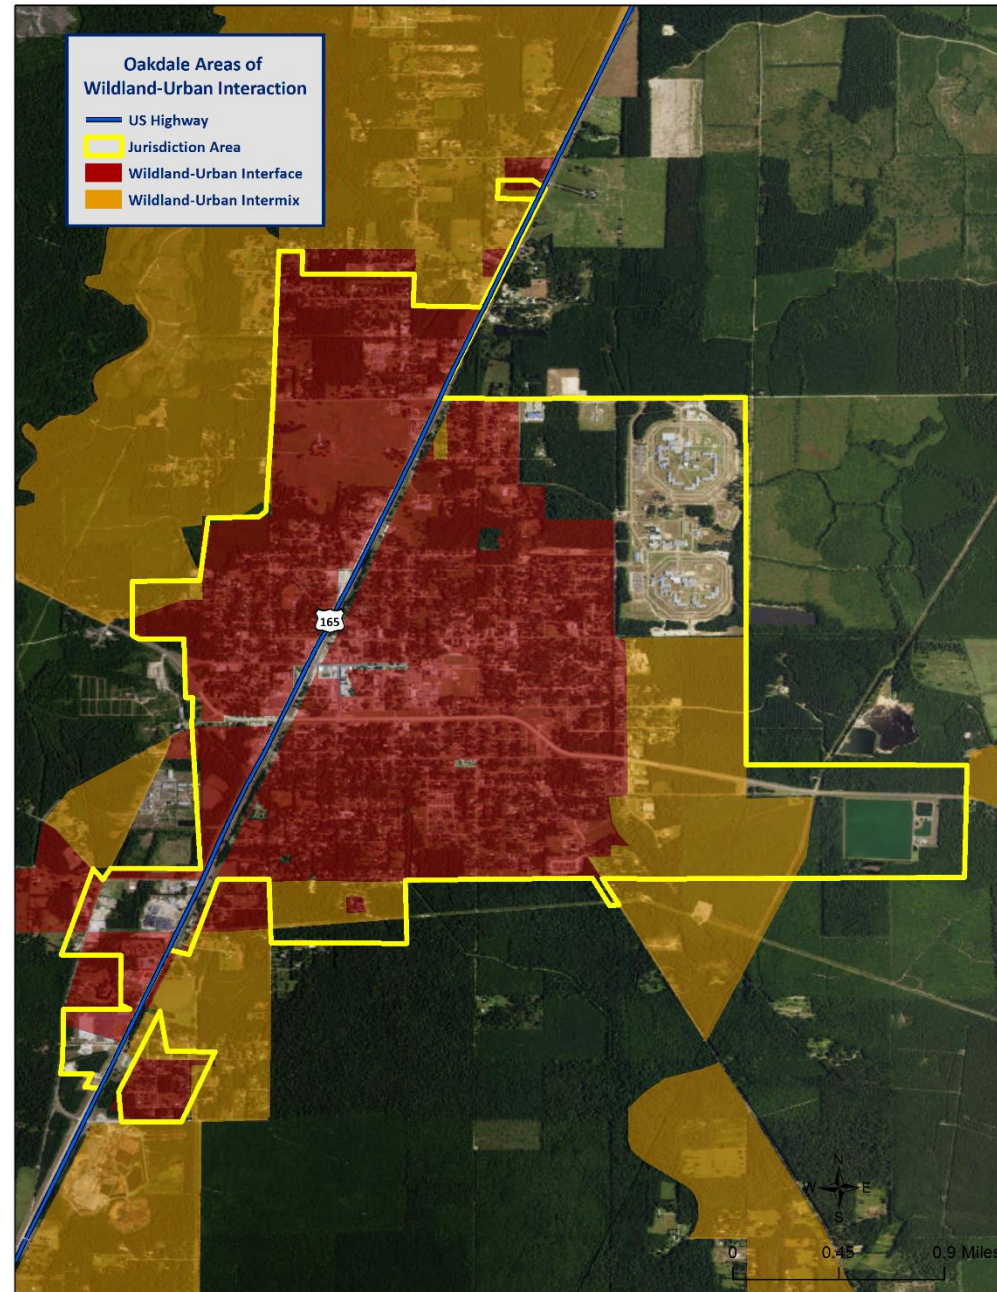 Oakdale Areas of
Wildland-Urban Interaction
US Highway
Jurisdiction Area
Wildland-Urban Interface
Wildland-Urban Intermix
165
N
W E
S
0 0.45 0.9 Miles